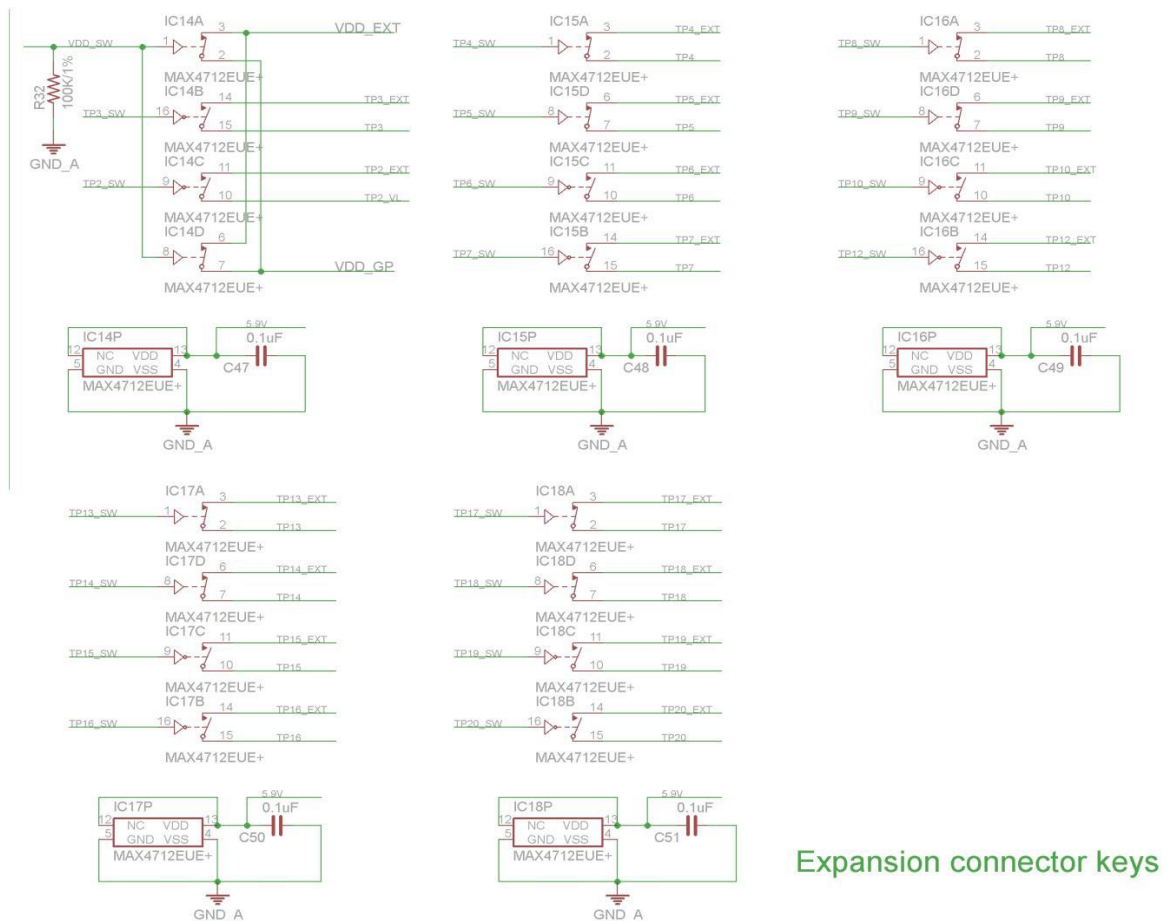 IC14A
VDD_SW 1 3 VDD_EXT
2
R32
100K/1%
GND_A
MAX4712EUE+
IC14B
TP3_SW 16 14 TP3_EXT
15 TP3
MAX4712EUE+
IC14C
TP2_SW 9 11 TP2_EXT
10 TP2_VL
MAX4712EUE+
IC14D
8 6
7 VDD_GP
MAX4712EUE+
IC15A
TP4_SW 1 3 TP4_EXT
2 TP4
MAX4712EUE+
IC15D
TP5_SW 8 6 TP5_EXT
7 TP5
MAX4712EUE+
IC15C
TP6_SW 9 11 TP6_EXT
10 TP6
MAX4712EUE+
IC15B
TP7_SW 16 14 TP7_EXT
15 TP7
MAX4712EUE+
IC16A
TP8_SW 1 3 TP8_EXT
2 TP8
MAX4712EUE+
IC16D
TP9_SW 8 6 TP9_EXT
7 TP9
MAX4712EUE+
IC16C
TP10_SW 9 11 TP10_EXT
10 TP10
MAX4712EUE+
IC16B
TP12_SW 16 14 TP12_EXT
15 TP12
MAX4712EUE+
5.9V
IC14P 0.1uF
12 NC VDD 13
5 GND VSS 4 C47
MAX4712EUE+
GND_A
5.9V
IC15P 0.1uF
12 NC VDD 13
5 GND VSS 4 C48
MAX4712EUE+
GND_A
5.9V
IC16P 0.1uF
12 NC VDD 13
5 GND VSS 4 C49
MAX4712EUE+
GND_A
IC17A
TP13_SW 1 3 TP13_EXT
2 TP13
MAX4712EUE+
IC17D
TP14_SW 8 6 TP14_EXT
7 TP14
MAX4712EUE+
IC17C
TP15_SW 9 11 TP15_EXT
10 TP15
MAX4712EUE+
IC17B
TP16_SW 16 14 TP16_EXT
15 TP16
MAX4712EUE+
IC18A
TP17_SW 1 3 TP17_EXT
2 TP17
MAX4712EUE+
IC18D
TP18_SW 8 6 TP18_EXT
7 TP18
MAX4712EUE+
IC18C
TP19_SW 9 11 TP19_EXT
10 TP19
MAX4712EUE+
IC18B
TP20_SW 16 14 TP20_EXT
15 TP20
MAX4712EUE+
5.9V
IC17P 0.1uF
12 NC VDD 13
5 GND VSS 4 C50
MAX4712EUE+
GND_A
5.9V
IC18P 0.1uF
12 NC VDD 13
5 GND VSS 4 C51
MAX4712EUE+
GND_A
Expansion connector keys